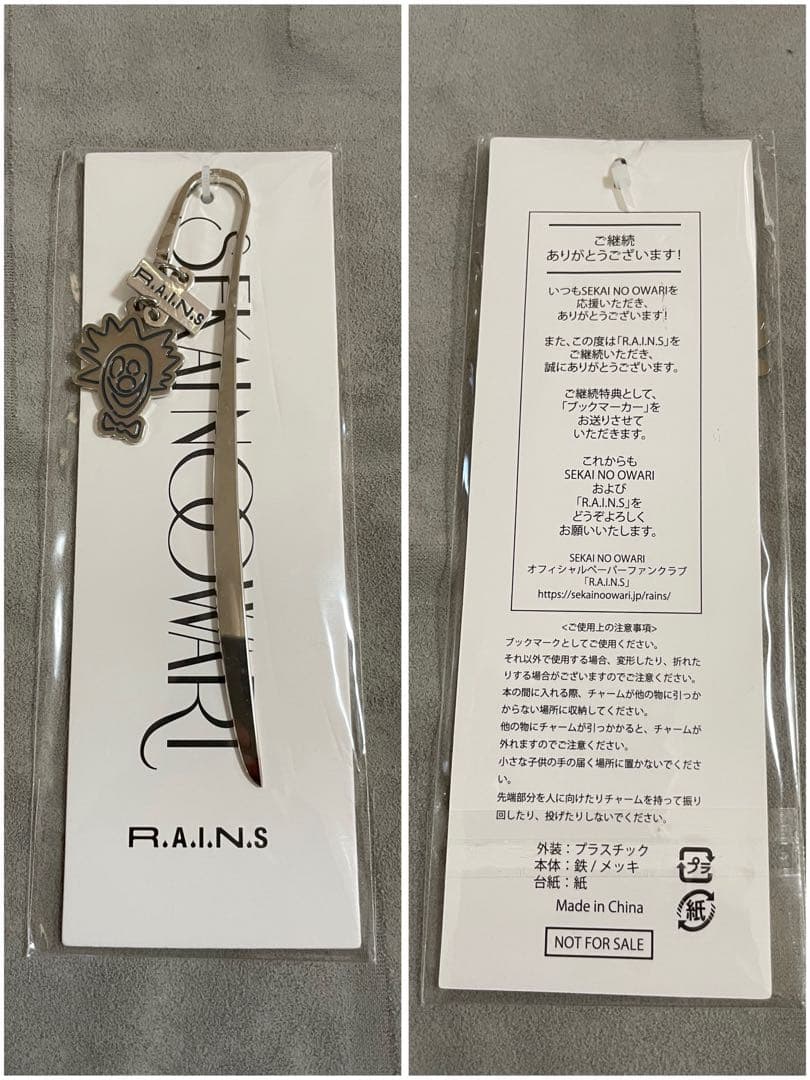 SEKAI NO OWARI
R.A.I.N.S
R.A.I.N.S
ご継続
ありがとうございます!
いつもSEKAI NO OWARIを
応援いただき、
ありがとうございます!
また、この度は「R.A.I.N.S」を
ご継続いただき、
誠にありがとうございます。
ご継続特典として、
「ブックマーカー」を
お送りさせて
いただきます。
これからも
SEKAI NO OWARI
および
「R.A.I.N.S」を
どうぞよろしく
お願いいたします。
SEKAI NO OWARI
オフィシャルペーパーファンクラブ
「R.A.I.N.S」
https://sekainoowari.jp/rains/
<ご使用上の注意事項>
ブックマークとしてご使用ください。
それ以外で使用する場合、変形したり、折れた
りする場合がございますのでご注意ください。
本の間に入れる際、チャームが他の物に引っか
からない場所に収納してください。
他の物にチャームが引っかかると、チャームが
外れますのでご注意ください。
小さな子供の手の届く場所に置かないでくださ
い。
先端部分を人に向けたりチャームを持って振り
回したり、投げたりしないでください。
外装:プラスチック
本体:鉄/メッキ
台紙:紙
プラ
紙
Made in China
NOT FOR SALE